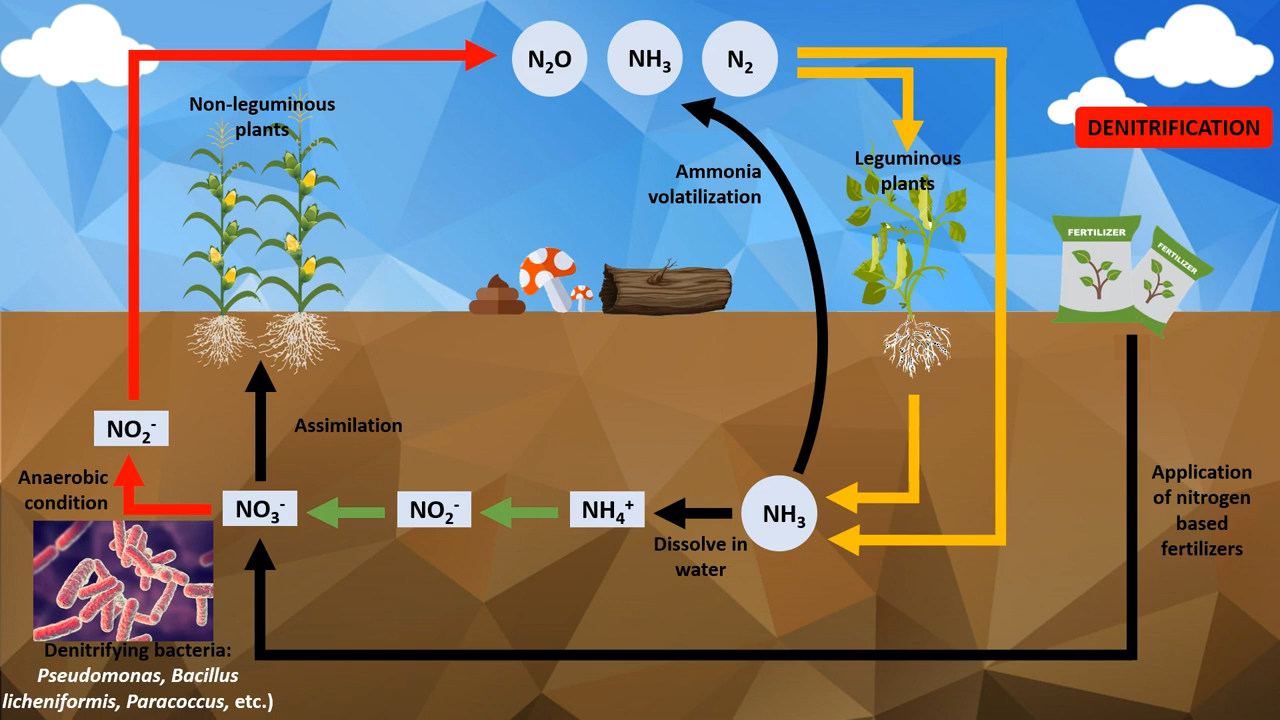 N₂O
NH₃
N₂
DENITRIFICATION
Non-leguminous
plants
Ammonia
volatilization
Leguminous
plants
FERTILIZER
FERTILIZER
NO₂⁻
Assimilation
Anaerobic
condition
NO₃⁻
NO₂⁻
NH₄⁺
NH₃
Dissolve in
water
Application
of nitrogen
based
fertilizers
Denitrifying bacteria:
Pseudomonas, Bacillus
licheniformis, Paracoccus, etc.)